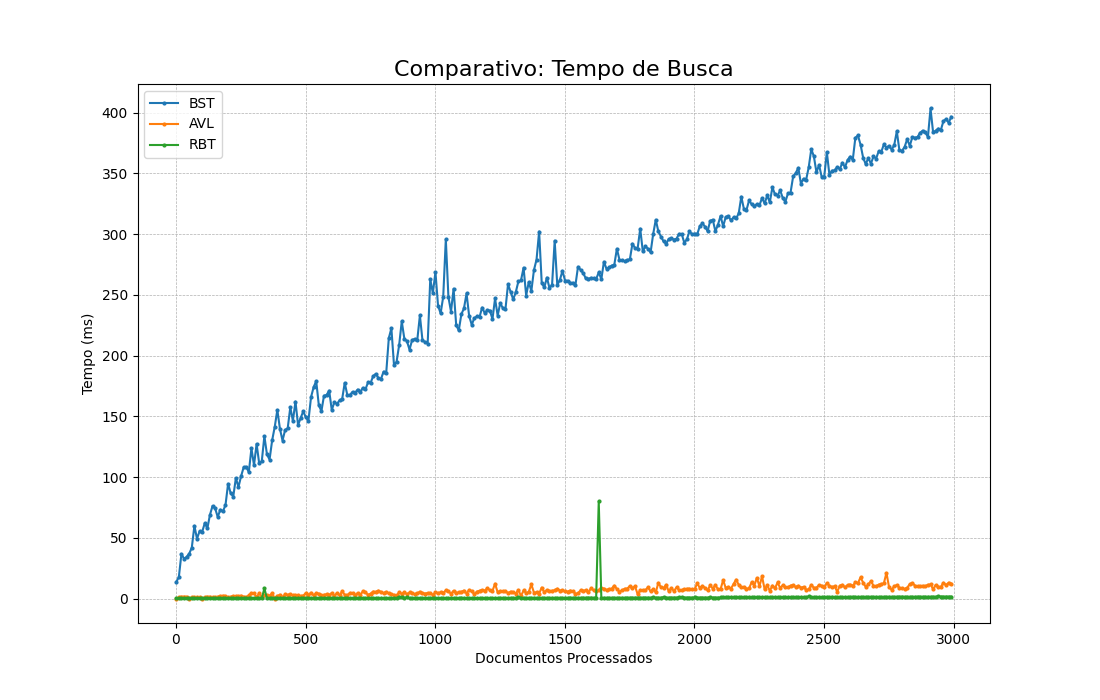 Comparativo: Tempo de Busca
BST
AVL
RBT
Tempo (ms)
400
350
300
250
200
150
100
50
0
0 500 1000 1500 2000 2500 3000
Documentos Processados